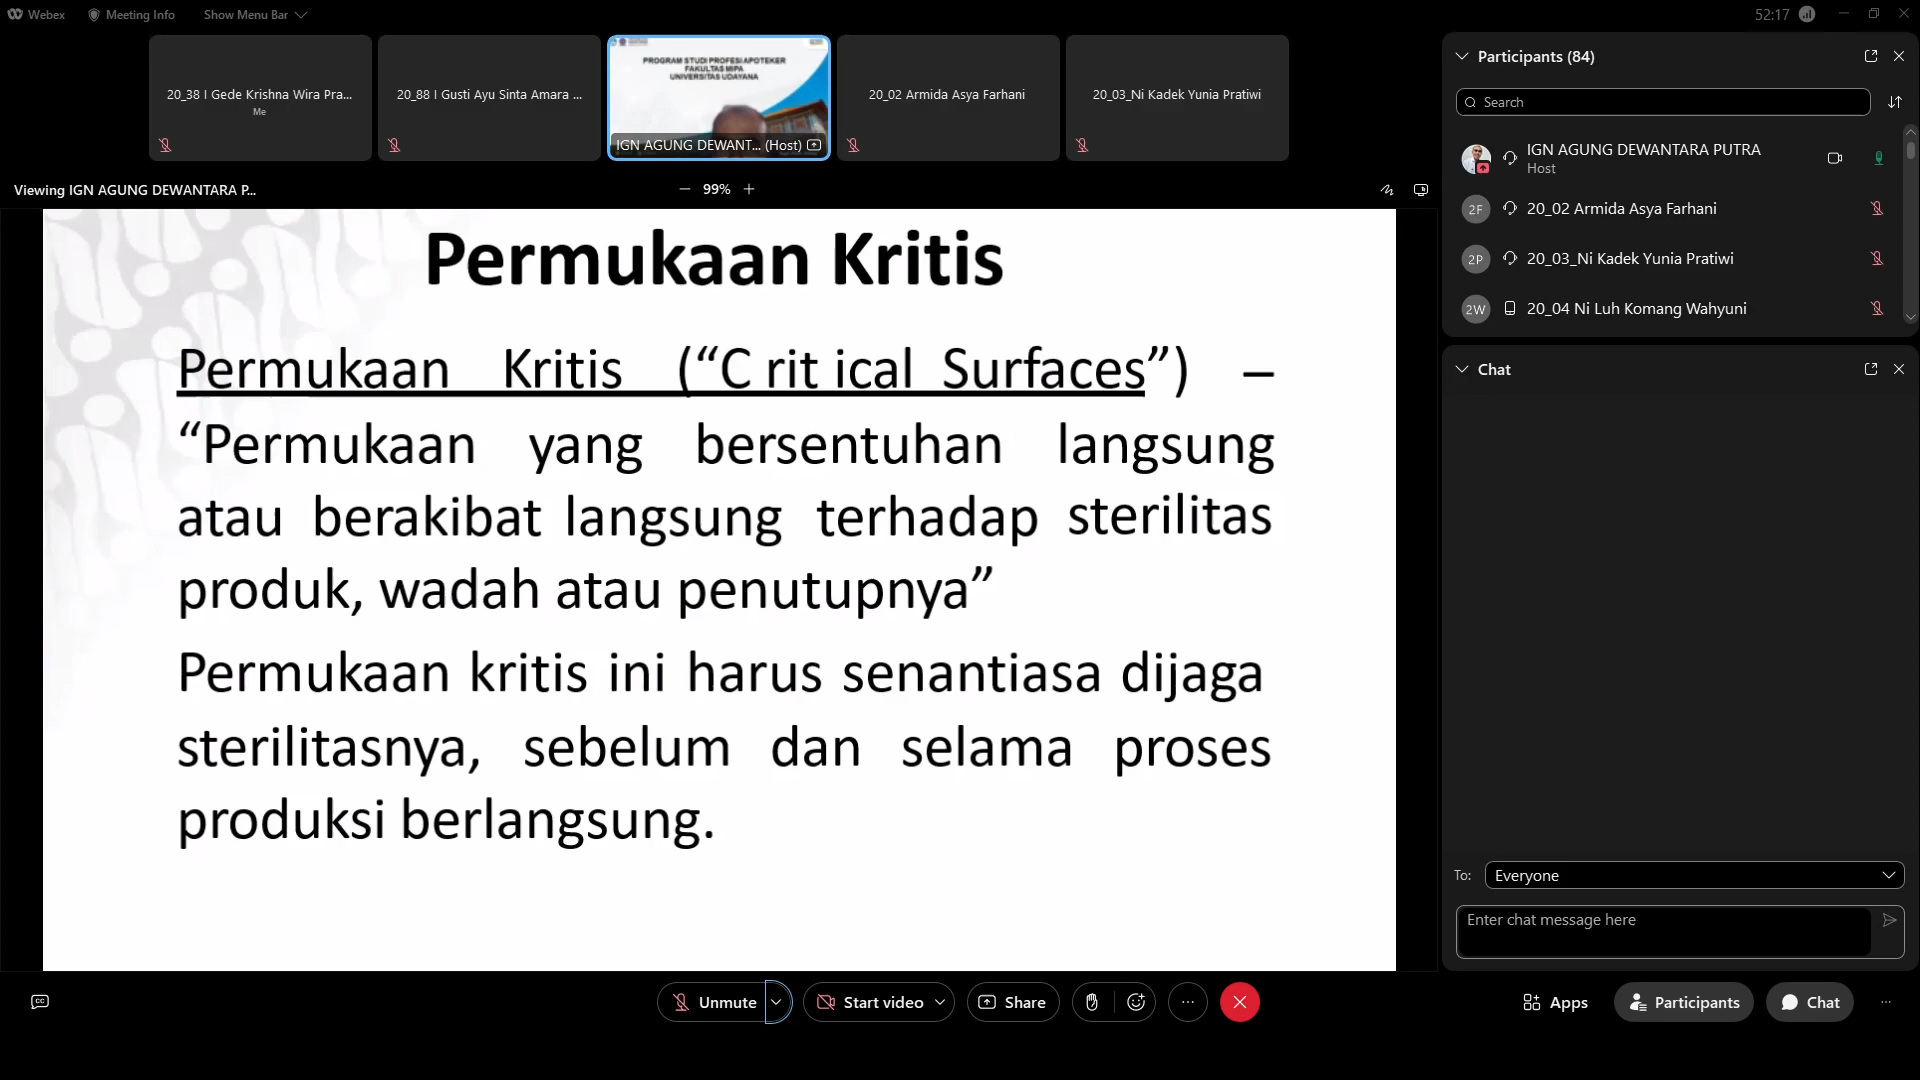 Webex
Meeting Info
Show Menu Bar
52:17
20_38 I Gede Krishna Wira Pra...
Me
20_88 I Gusti Ayu Sinta Amara ...
PROGRAM STUDI PROFESI APOTEKER
FAKULTAS MIPA
UNIVERSITAS UDAYANA
IGN AGUNG DEWANT... (Host)
20_02 Armida Asya Farhani
20_03_Ni Kadek Yunia Pratiwi
Viewing IGN AGUNG DEWANTARA P...
99%
Permukaan Kritis
Permukaan Kritis (“C rit ical Surfaces”) –
“Permukaan yang bersentuhan langsung
atau berakibat langsung terhadap sterilitas
produk, wadah atau penutupnya”
Permukaan kritis ini harus senantiasa dijaga
sterilitasnya, sebelum dan selama proses
produksi berlangsung.
Participants (84)
Search
IGN AGUNG DEWANTARA PUTRA
Host
2F 20_02 Armida Asya Farhani
2P 20_03_Ni Kadek Yunia Pratiwi
2W 20_04 Ni Luh Komang Wahyuni
Chat
To: Everyone
Enter chat message here
CC
Unmute
Start video
Share
Apps
Participants
Chat